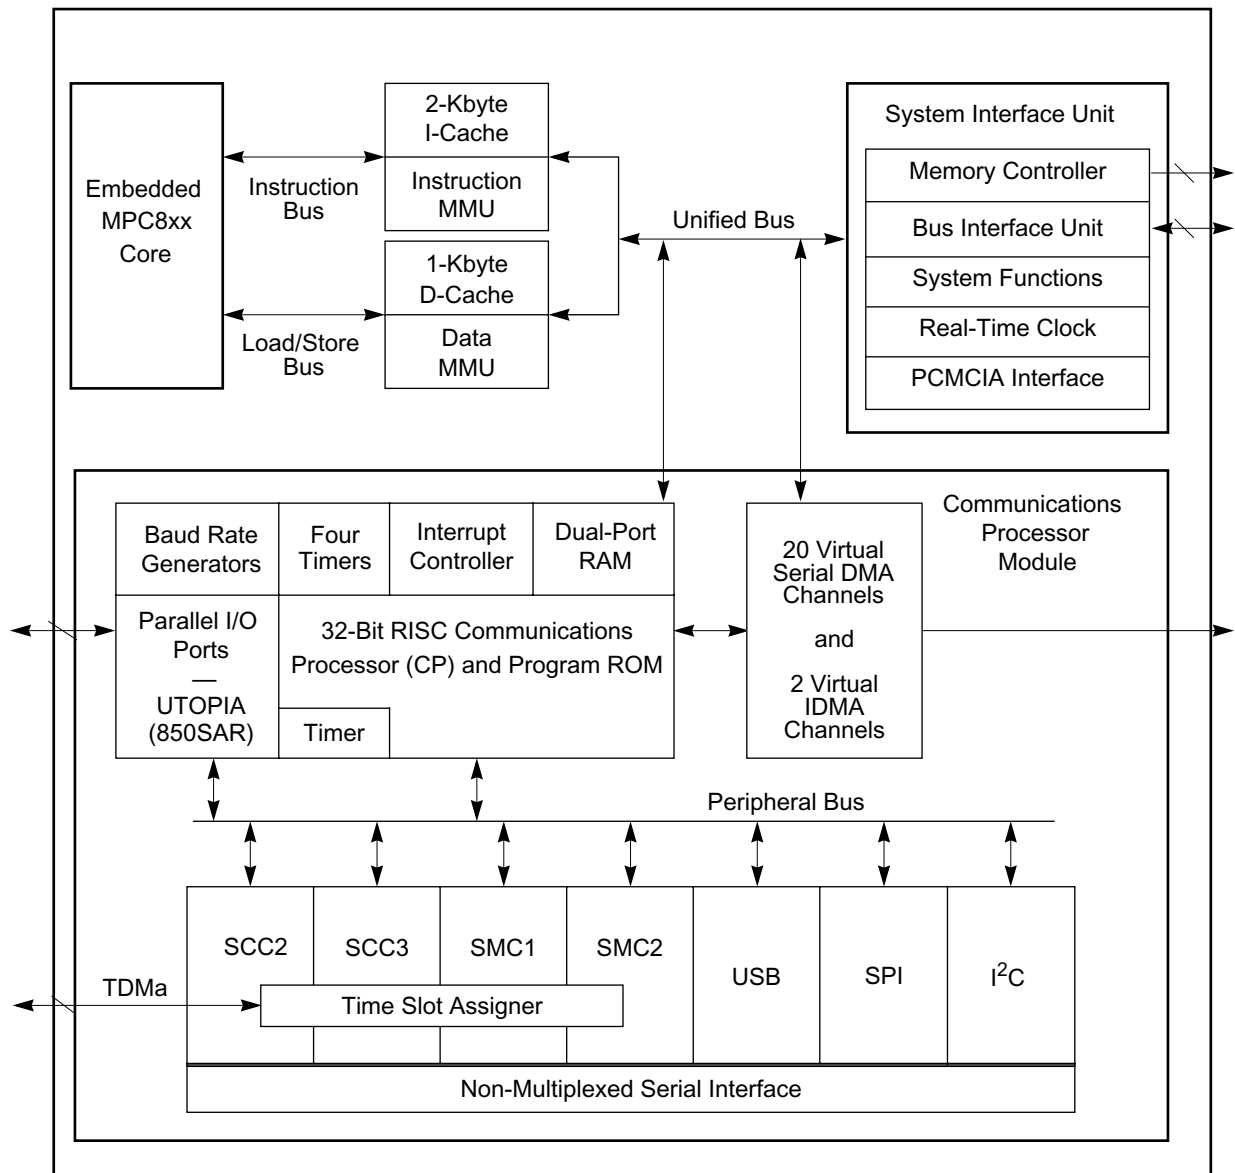 2-Kbyte
I-Cache
System Interface Unit
Embedded
MPC8xx
Core
Instruction
Bus
Instruction
MMU
Unified Bus
Memory Controller
Bus Interface Unit
System Functions
Real-Time Clock
PCMCIA Interface
1-Kbyte
D-Cache
Load/Store
Bus
Data
MMU
Communications
Processor
Module
Baud Rate
Generators
Four
Timers
Interrupt
Controller
Dual-Port
RAM
20 Virtual
Serial DMA
Channels
and
2 Virtual
IDMA
Channels
Parallel I/O
Ports
—
UTOPIA
(850SAR)
32-Bit RISC Communications
Processor (CP) and Program ROM
Timer
Peripheral Bus
SCC2
SCC3
SMC1
SMC2
USB
SPI
I²C
TDMa
Time Slot Assigner
Non-Multiplexed Serial Interface